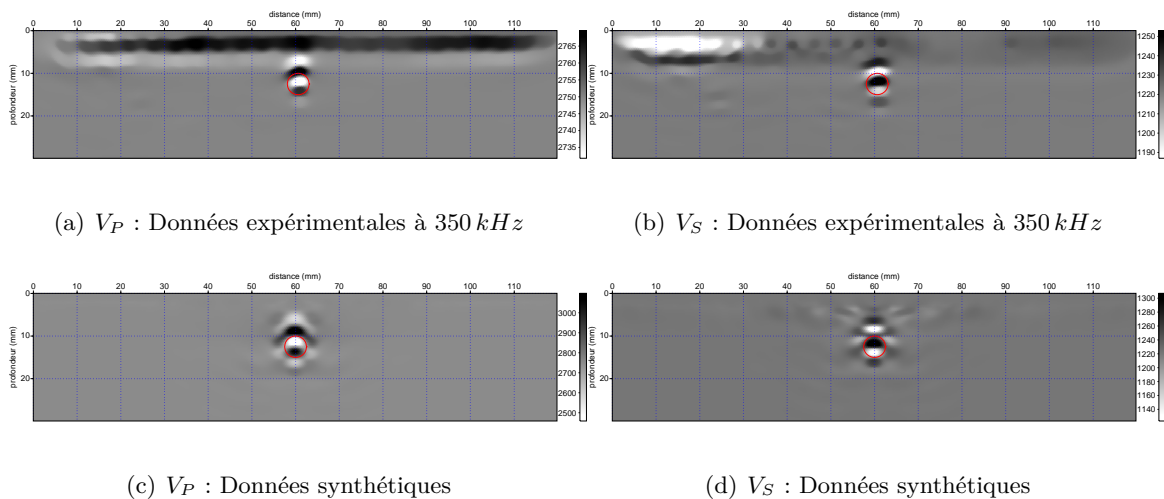 distance (mm)
0 10 20 30 40 50 60 70 80 90 100 110
profondeur (mm)
0
10
20
2765
2760
2755
2750
2745
2740
2735
distance (mm)
0 10 20 30 40 50 60 70 80 90 100 110
profondeur (mm)
0
10
20
1250
1240
1230
1220
1210
1200
1190
(a) V_P : Données expérimentales à 350 kHz
(b) V_S : Données expérimentales à 350 kHz
distance (mm)
0 10 20 30 40 50 60 70 80 90 100 110
profondeur (mm)
0
10
20
3000
2900
2800
2700
2600
2500
distance (mm)
0 10 20 30 40 50 60 70 80 90 100 110
profondeur (mm)
0
10
20
1300
1280
1260
1240
1220
1200
1180
1160
1140
(c) V_P : Données synthétiques
(d) V_S : Données synthétiques